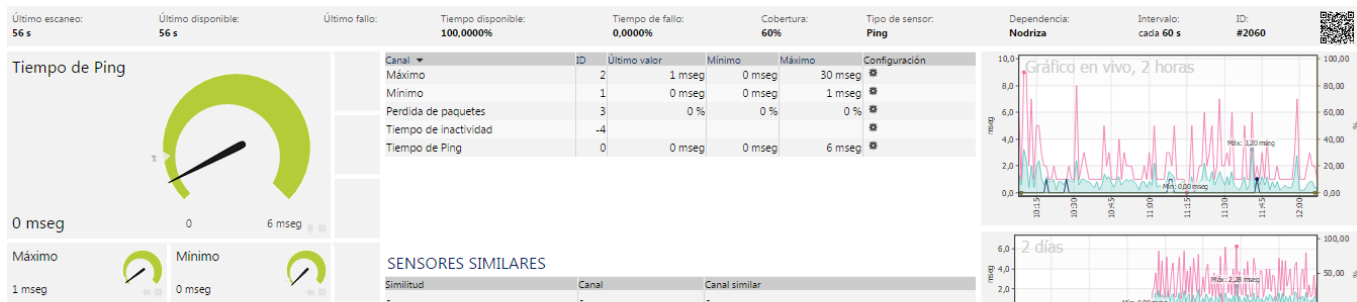 Último escaneo: Último disponible: Último fallo: Tiempo disponible: Tiempo de fallo: Cobertura: Tipo de sensor: Dependencia: Intervalo: ID:
56 s 56 s 100,0000% 0,0000% 60% Ping Nodriza cada 60 s #2060
Tiempo de Ping
0 mseg
0 6 mseg
Máximo
1 mseg
Mínimo
0 mseg
Canal ID Último valor Mínimo Máximo Configuración
Máximo 2 1 mseg 0 mseg 30 mseg
Mínimo 1 0 mseg 0 mseg 1 mseg
Perdida de paquetes 3 0 % 0 % 0 %
Tiempo de inactividad -4
Tiempo de Ping 0 0 mseg 0 mseg 6 mseg
SENSORES SIMILARES
Similitud Canal Canal similar
- - -
Gráfico en vivo, 2 horas
10,0 100,00
8,0 80,00
6,0 60,00
4,0 40,00
2,0 20,00
0,0 0,00
mseg %
Máx: 3,20 mseg
Mín: 0,00 mseg
10:15 10:30 10:45 11:00 11:15 11:30 11:45 12:00
2 días
6,0 100,00
4,0 50,00
2,0
mseg %
Máx: 2,28 mseg